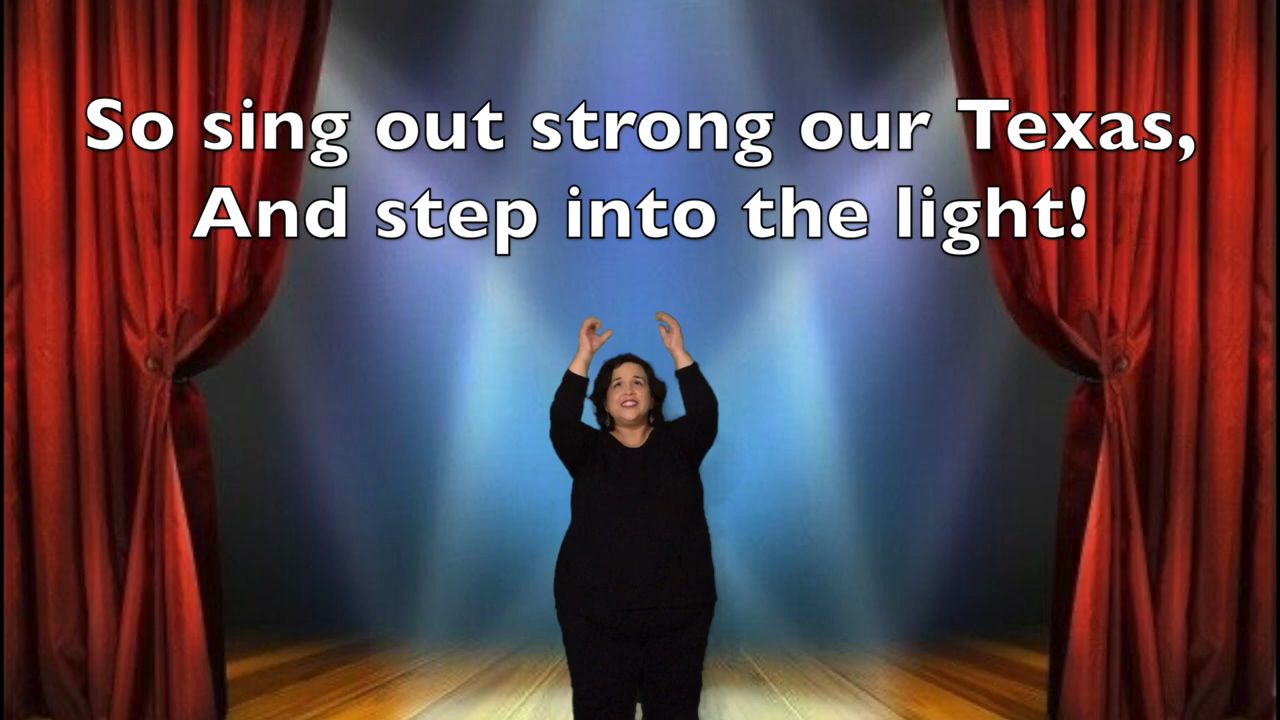 So sing out strong our Texas,
And step into the light!